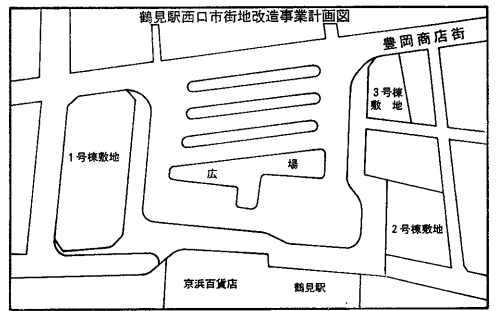 鶴見駅西口市街地改造事業計画図
豊岡商店街
3号棟
敷地
1号棟敷地
広場
2号棟敷地
京浜百貨店
鶴見駅